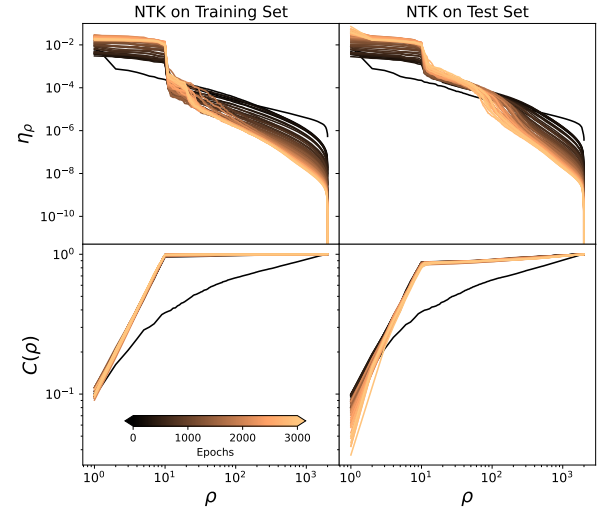 NTK on Training Set
NTK on Test Set
10⁻²
10⁻⁴
10⁻⁶
10⁻⁸
10⁻¹⁰
ηρ
10⁰
10⁻¹
C(ρ)
0 1000 2000 3000
Epochs
10⁰ 10¹ 10² 10³
10⁰ 10¹ 10² 10³
ρ
ρ